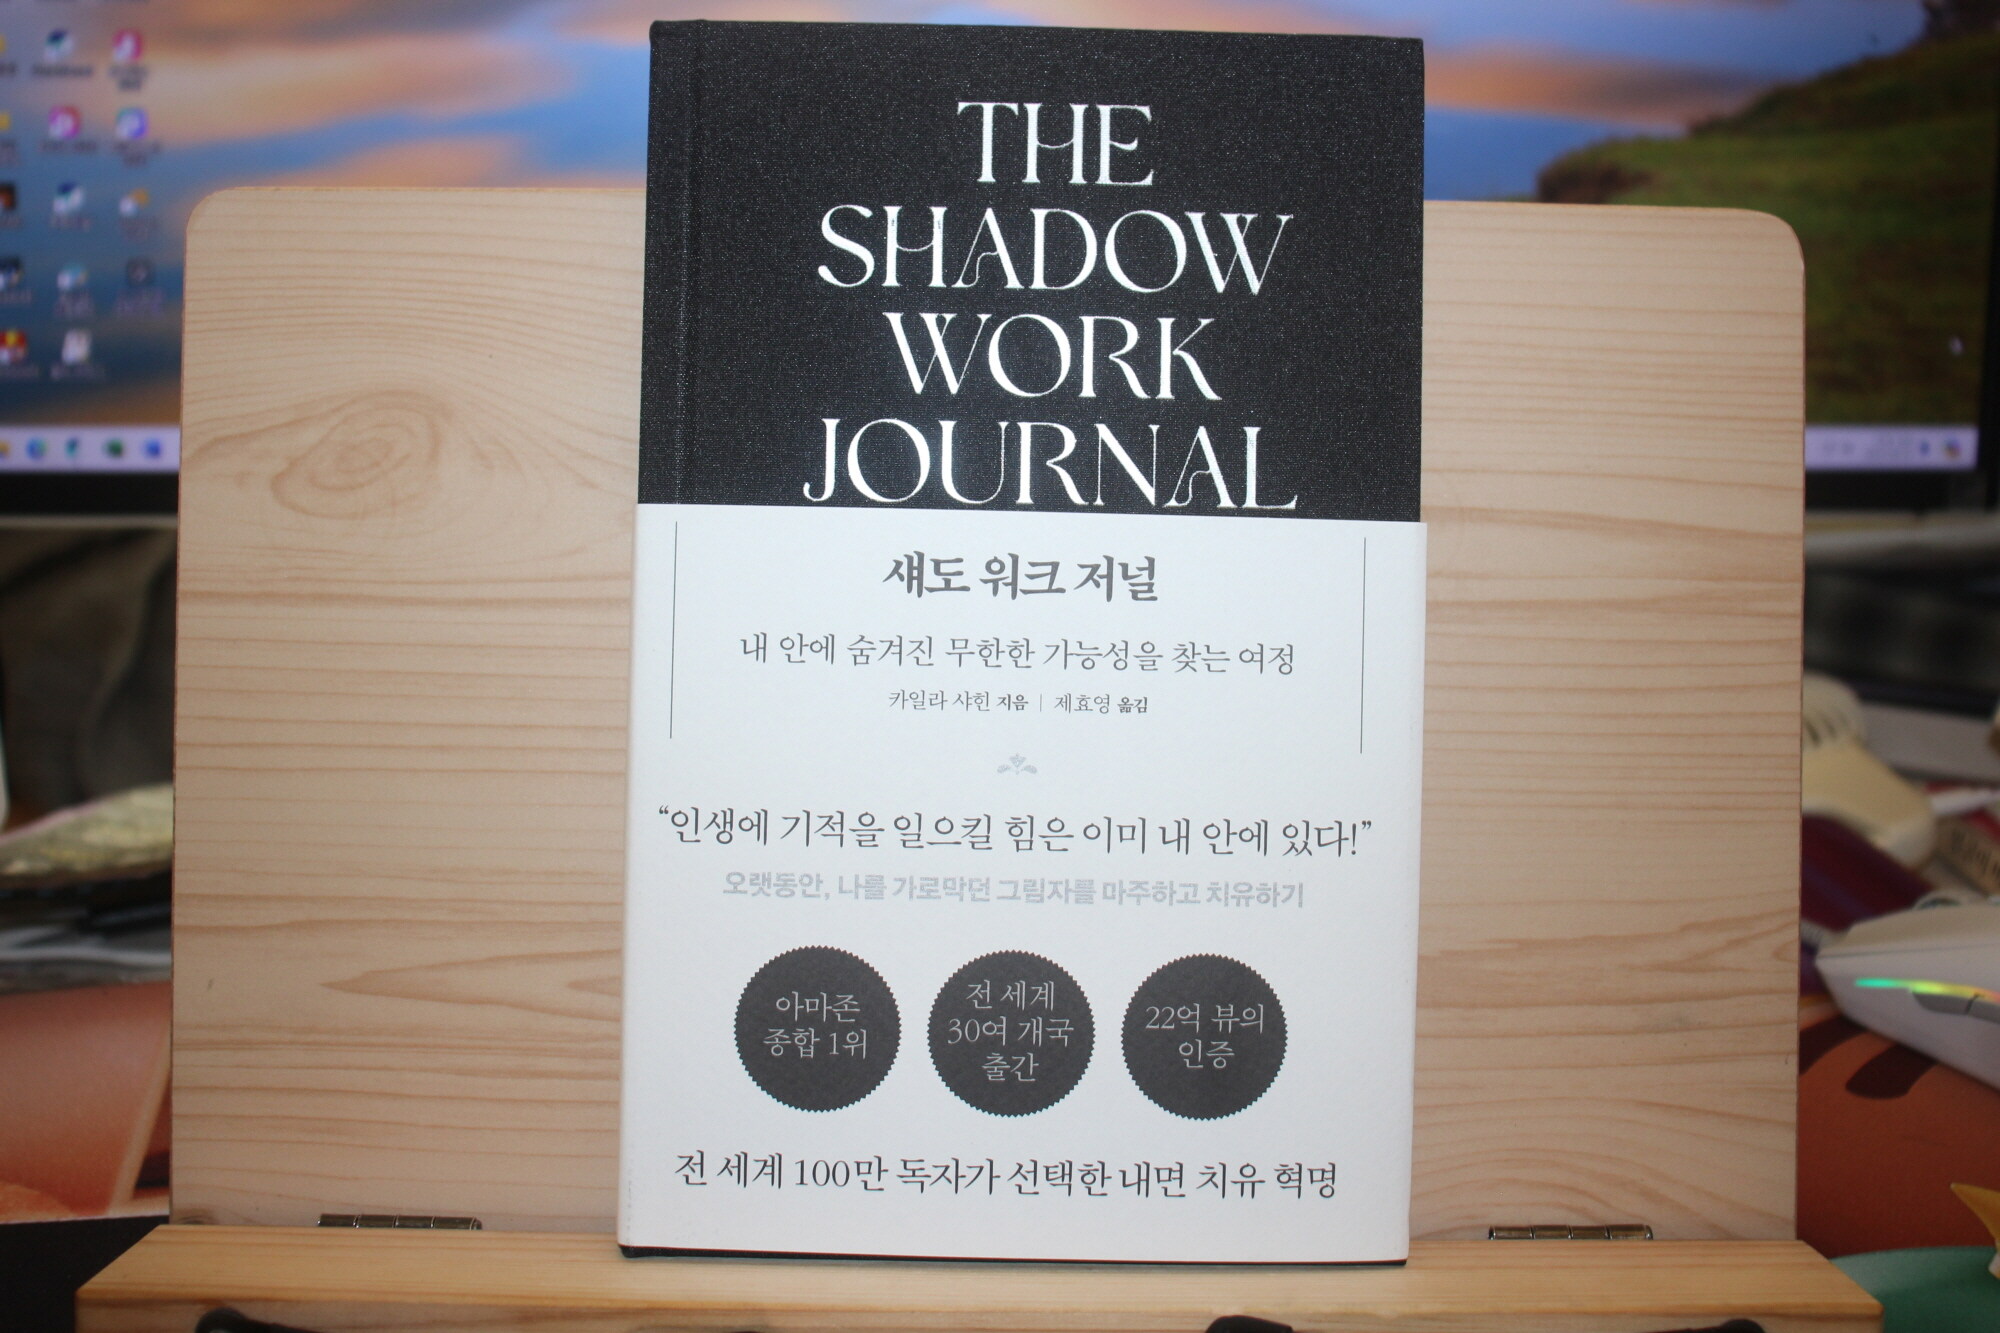 THE
SHADOW
WORK
JOURNAL
섀도 워크 저널
내 안에 숨겨진 무한한 가능성을 찾는 여정
카일라 샤힌 지음 | 제효영 옮김
“인생에 기적을 일으킬 힘은 이미 내 안에 있다!”
오랫동안, 나를 가로막던 그림자를 마주하고 치유하기
아마존
종합 1위
전 세계
30여 개국
출간
22억 뷰의
인증
전 세계 100만 독자가 선택한 내면 치유 혁명